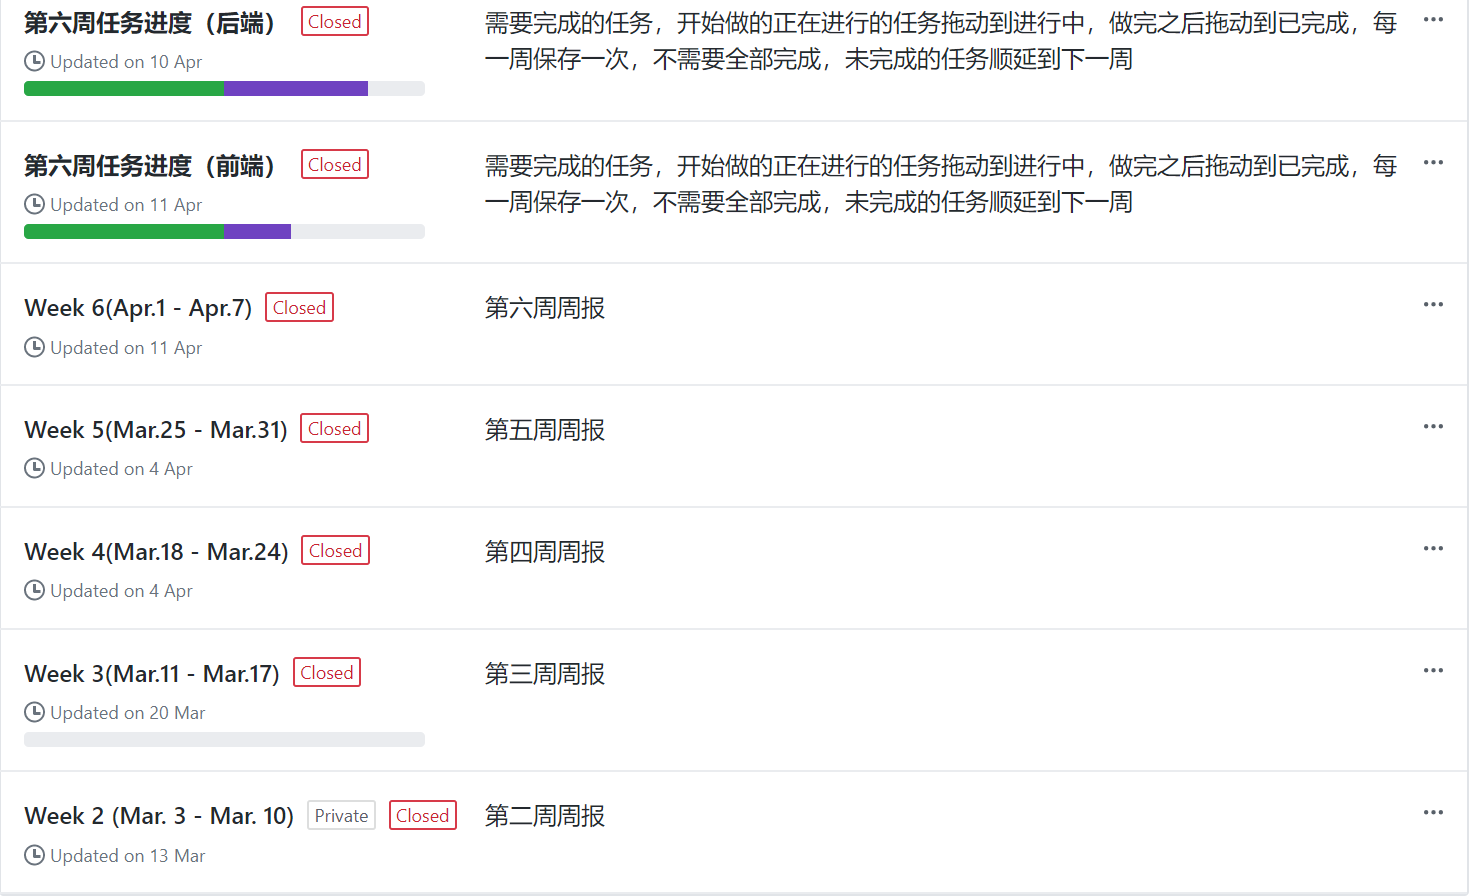 第六周任务进度（后端） Closed
需要完成的任务，开始做的正在进行的任务拖动到进行中，做完之后拖动到已完成，每
一周保存一次，不需要全部完成，未完成的任务顺延到下一周
Updated on 10 Apr
第六周任务进度（前端） Closed
需要完成的任务，开始做的正在进行的任务拖动到进行中，做完之后拖动到已完成，每
一周保存一次，不需要全部完成，未完成的任务顺延到下一周
Updated on 11 Apr
Week 6(Apr.1 - Apr.7) Closed
第六周周报
Updated on 11 Apr
Week 5(Mar.25 - Mar.31) Closed
第五周周报
Updated on 4 Apr
Week 4(Mar.18 - Mar.24) Closed
第四周周报
Updated on 4 Apr
Week 3(Mar.11 - Mar.17) Closed
第三周周报
Updated on 20 Mar
Week 2 (Mar. 3 - Mar. 10) Private Closed
第二周周报
Updated on 13 Mar